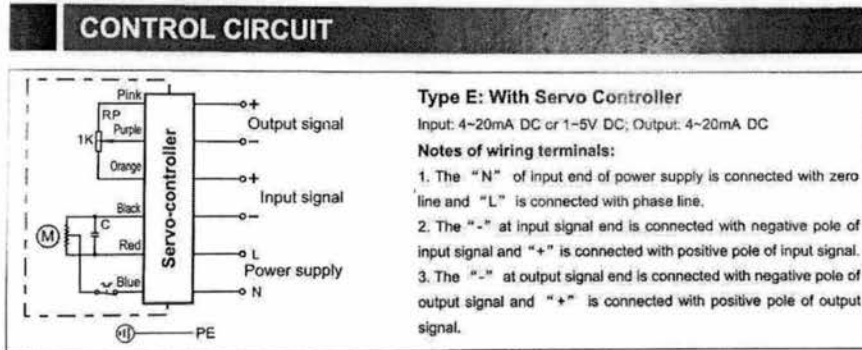 CONTROL CIRCUIT
Pink
RP
1K
Purple
Orange
Black
C
M
Red
Blue
Servo-controller
+
Output signal
-
+
Input signal
-
L
Power supply
N
PE
Type E: With Servo Controller
Input: 4~20mA DC or 1~5V DC; Output: 4~20mA DC
Notes of wiring terminals:
1. The "N" of input end of power supply is connected with zero
line and "L" is connected with phase line.
2. The "-" at input signal end is connected with negative pole of
input signal and "+" is connected with positive pole of input signal.
3. The "-" at output signal end is connected with negative pole of
output signal and "+" is connected with positive pole of output
signal.